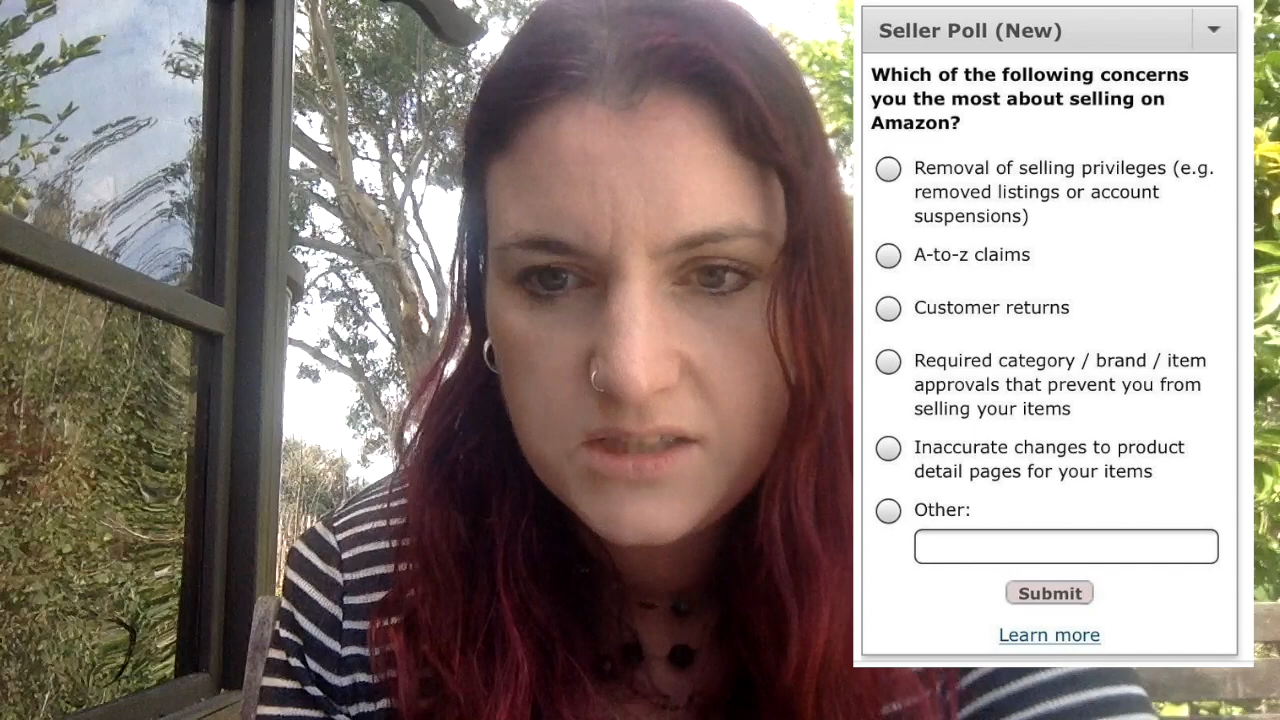 Seller Poll (New)
Which of the following concerns
you the most about selling on
Amazon?
Removal of selling privileges (e.g.
removed listings or account
suspensions)
A-to-z claims
Customer returns
Required category / brand / item
approvals that prevent you from
selling your items
Inaccurate changes to product
detail pages for your items
Other:
Submit
Learn more